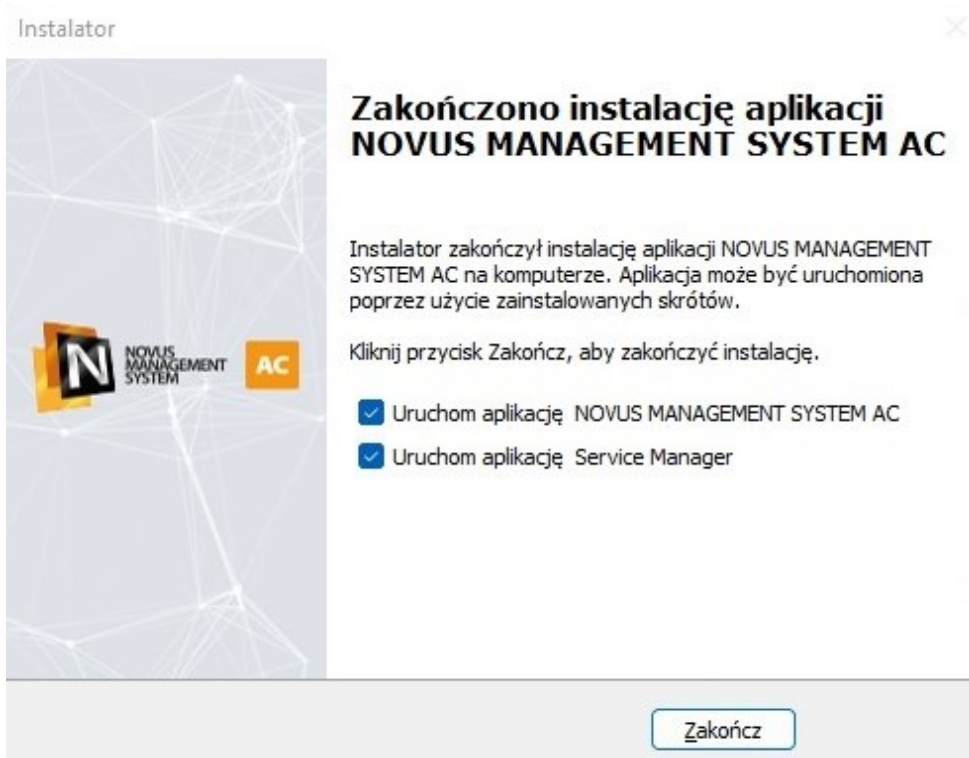 Instalator
Zakończono instalację aplikacji
NOVUS MANAGEMENT SYSTEM AC
Instalator zakończył instalację aplikacji NOVUS MANAGEMENT
SYSTEM AC na komputerze. Aplikacja może być uruchomiona
poprzez użycie zainstalowanych skrótów.
Kliknij przycisk Zakończ, aby zakończyć instalację.
N
NOVUS
MANAGEMENT
SYSTEM
AC
Uruchom aplikację NOVUS MANAGEMENT SYSTEM AC
Uruchom aplikację Service Manager
Zakończ